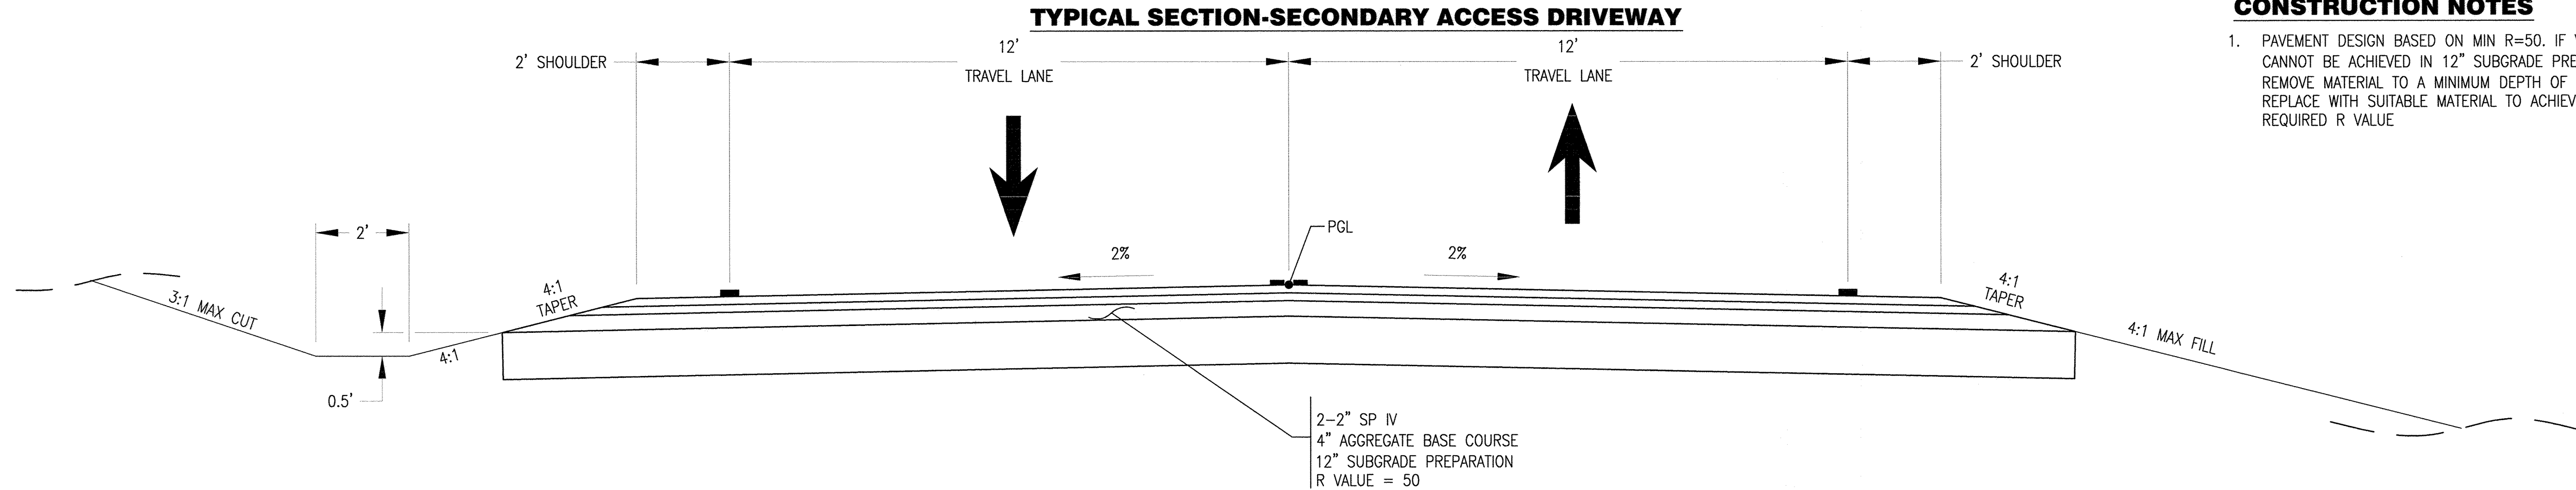 TYPICAL SECTION-SECONDARY ACCESS DRIVEWAY
CONSTRUCTION NOTES
1. PAVEMENT DESIGN BASED ON MIN R=50. IF
CANNOT BE ACHIEVED IN 12" SUBGRADE
REMOVE MATERIAL TO A MINIMUM DEPTH OF
REPLACE WITH SUITABLE MATERIAL TO
REQUIRED R VALUE
2' SHOULDER
12'
TRAVEL LANE
12'
TRAVEL LANE
2' SHOULDER
2'
PGL
2%
2%
3:1 MAX CUT
4:1
TAPER
4:1
TAPER
4:1
4:1 MAX FILL
0.5'
2-2" SP IV
4" AGGREGATE BASE COURSE
12" SUBGRADE PREPARATION
R VALUE = 50